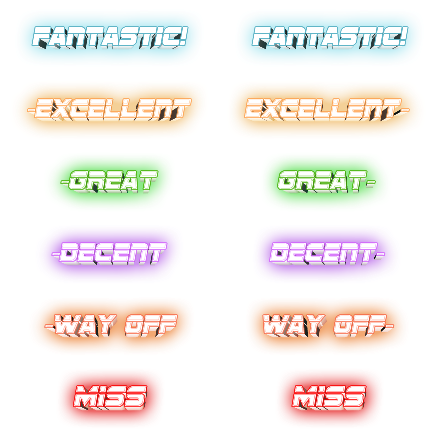 FANTASTIC! FANTASTIC!
-EXCELLENT EXCELLENT-
-GREAT GREAT-
-DECENT DECENT-
-WAY OFF WAY OFF-
MISS MISS